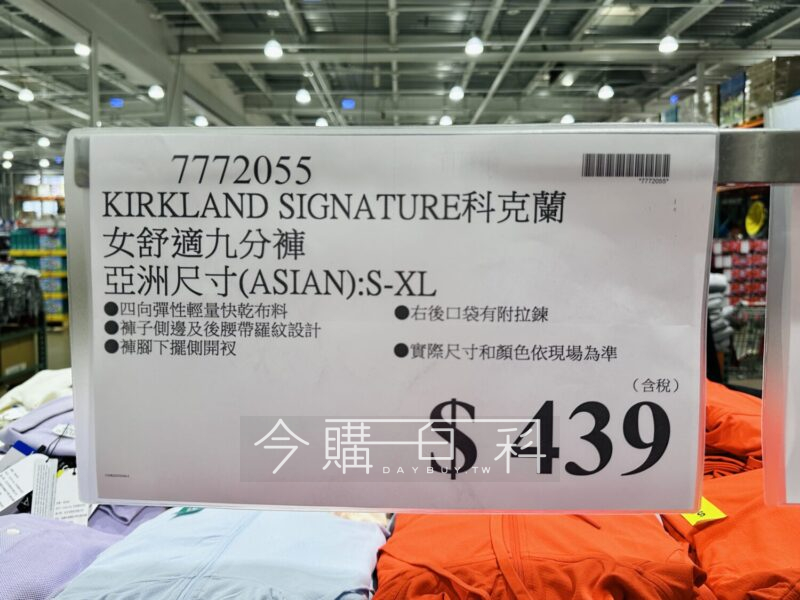 7772055
*7772055*
KIRKLAND SIGNATURE科克蘭
女舒適九分褲
亞洲尺寸(ASIAN):S-XL
●四向彈性輕量快乾布料
●褲子側邊及後腰帶羅紋設計
●褲腳下擺側開衩
●右後口袋有附拉鍊
●實際尺寸和顏色依現場為準
(含稅)
$ 439
今購百科
DAYBUY.TW
S